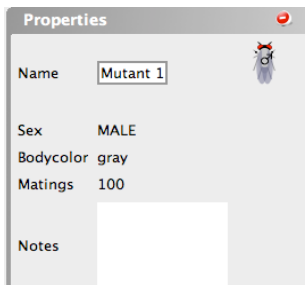 Properties
Name Mutant 1
Sex MALE
Bodycolor gray
Matings 100
Notes